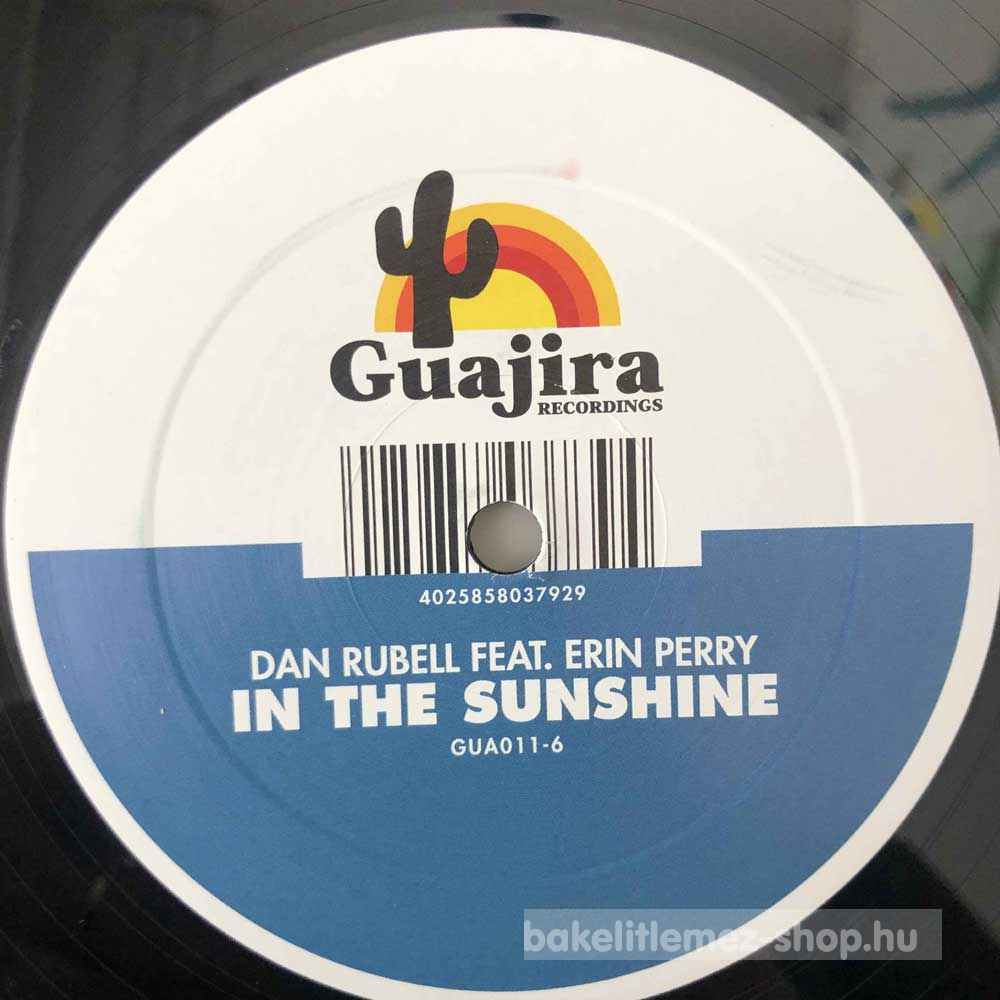 Guajira
RECORDINGS
4025858037929
DAN RUBELL FEAT. ERIN PERRY
IN THE SUNSHINE
GUA011-6
bakelitlemez-shop.hu